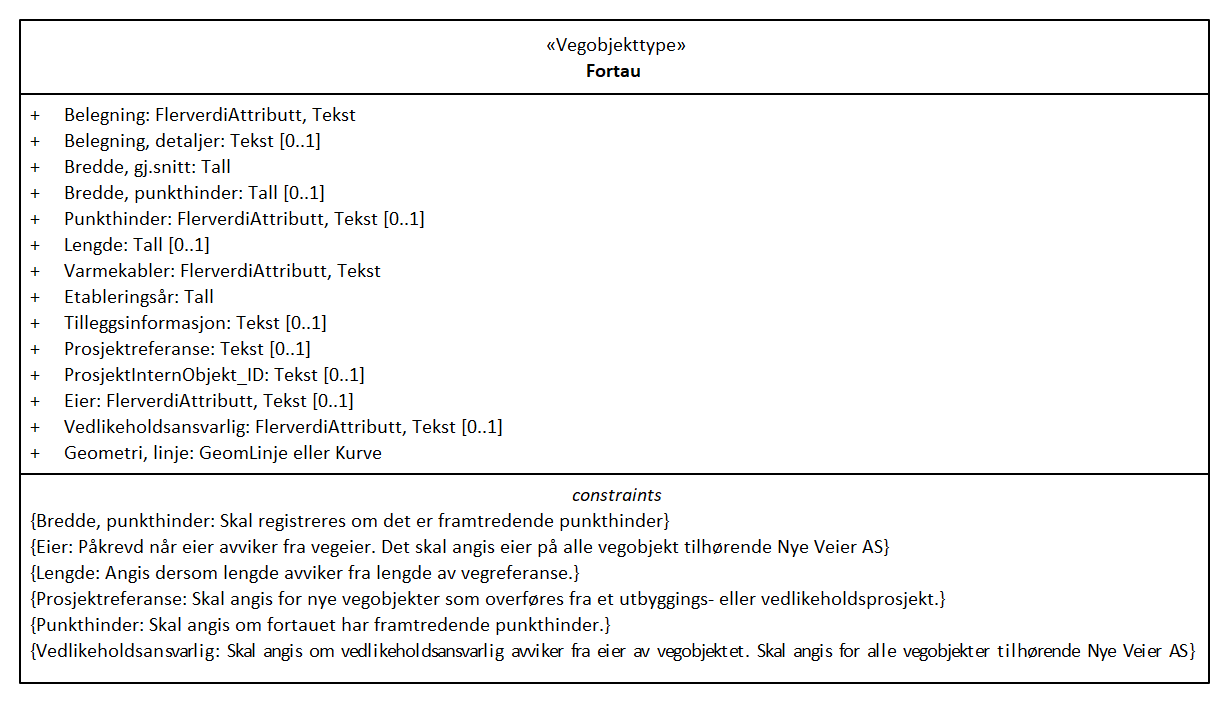 «Vegobjekttype»
Fortau
+ Belegning: FlerverdiAttributt, Tekst
+ Belegning, detaljer: Tekst [0..1]
+ Bredde, gj.snitt: Tall
+ Bredde, punkthinder: Tall [0..1]
+ Punkthinder: FlerverdiAttributt, Tekst [0..1]
+ Lengde: Tall [0..1]
+ Varmekabler: FlerverdiAttributt, Tekst
+ Etableringsår: Tall
+ Tilleggsinformasjon: Tekst [0..1]
+ Prosjektreferanse: Tekst [0..1]
+ ProsjektInternObjekt_ID: Tekst [0..1]
+ Eier: FlerverdiAttributt, Tekst [0..1]
+ Vedlikeholdsansvarlig: FlerverdiAttributt, Tekst [0..1]
+ Geometri, linje: GeomLinje eller Kurve
constraints
{Bredde, punkthinder: Skal registreres om det er framtredende punkthinder}
{Eier: Påkrevd når eier avviker fra vegeier. Det skal angis eier på alle vegobjekt tilhørende Nye Veier AS}
{Lengde: Angis dersom lengde avviker fra lengde av vegreferanse.}
{Prosjektreferanse: Skal angis for nye vegobjekter som overføres fra et utbyggings- eller vedlikeholdsprosjekt.}
{Punkthinder: Skal angis om fortauet har framtredende punkthinder.}
{Vedlikeholdsansvarlig: Skal angis om vedlikeholdsansvarlig avviker fra eier av vegobjektet. Skal angis for alle vegobjekter tilhørende Nye Veier AS}